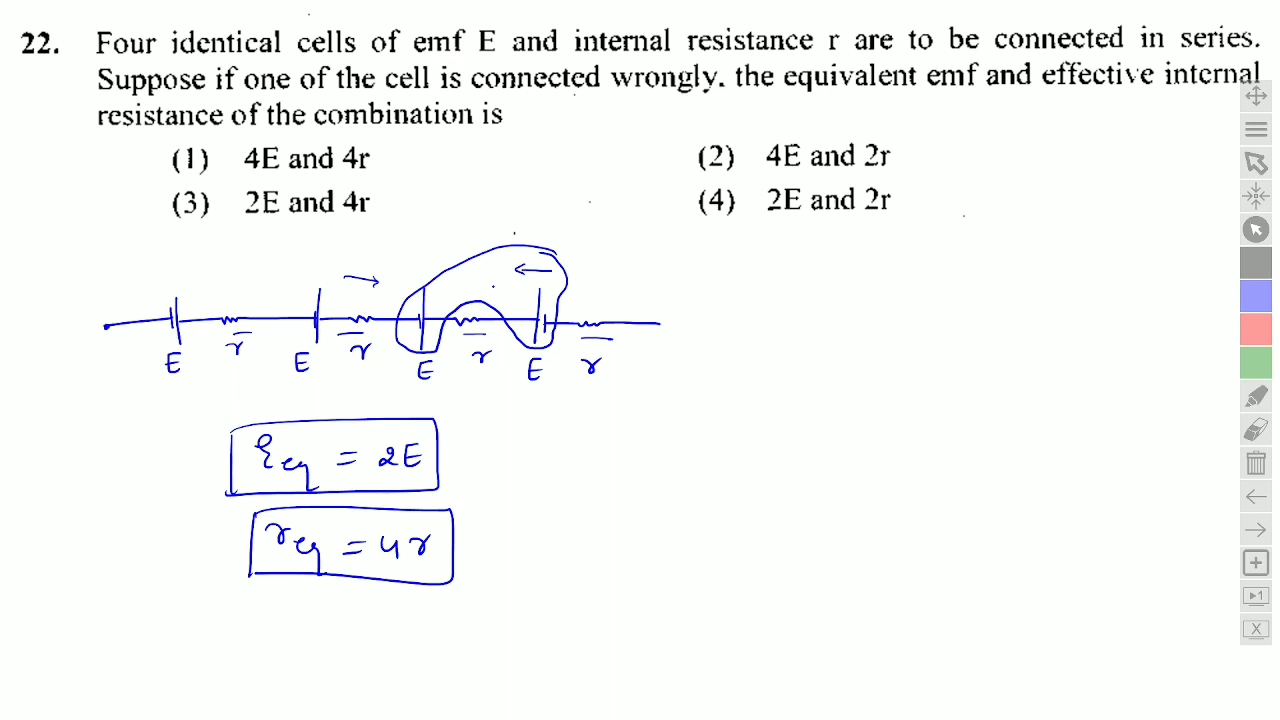 22. Four identical cells of emf E and internal resistance r are to be connected in series.
Suppose if one of the cell is connected wrongly. the equivalent emf and effective internal
resistance of the combination is
(1) 4E and 4r (2) 4E and 2r
(3) 2E and 4r (4) 2E and 2r
E r E r E r E r
ξeq = 2E
req = 4r
1
X